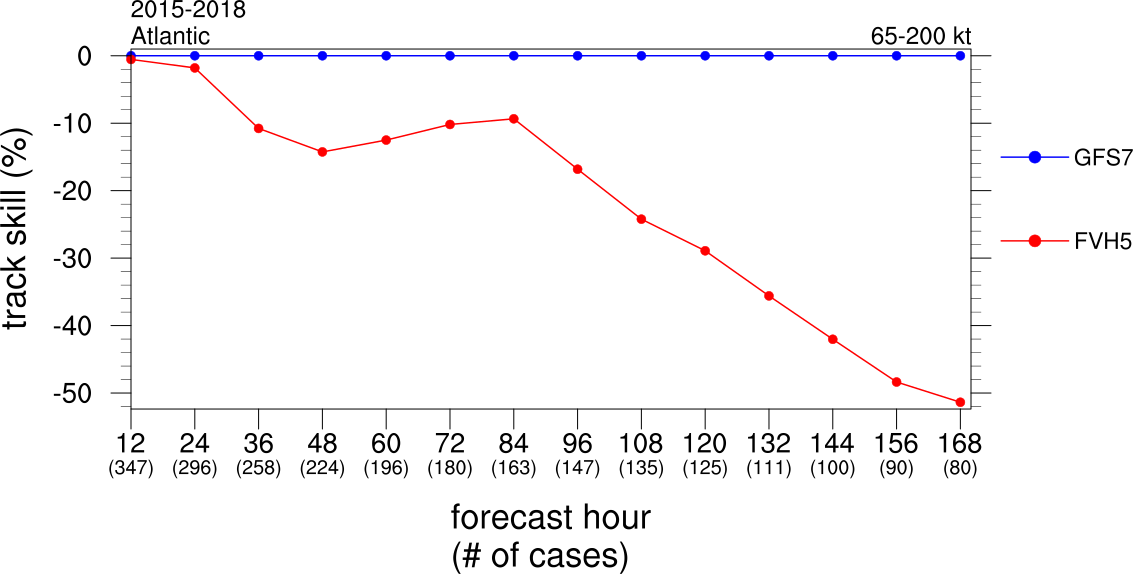 2015-2018
Atlantic 65-200 kt
0
-10
-20
-30
-40
-50
track skill (%)
12 24 36 48 60 72 84 96 108 120 132 144 156 168
(347) (296) (258) (224) (196) (180) (163) (147) (135) (125) (111) (100) (90) (80)
forecast hour
(# of cases)
GFS7
FVH5